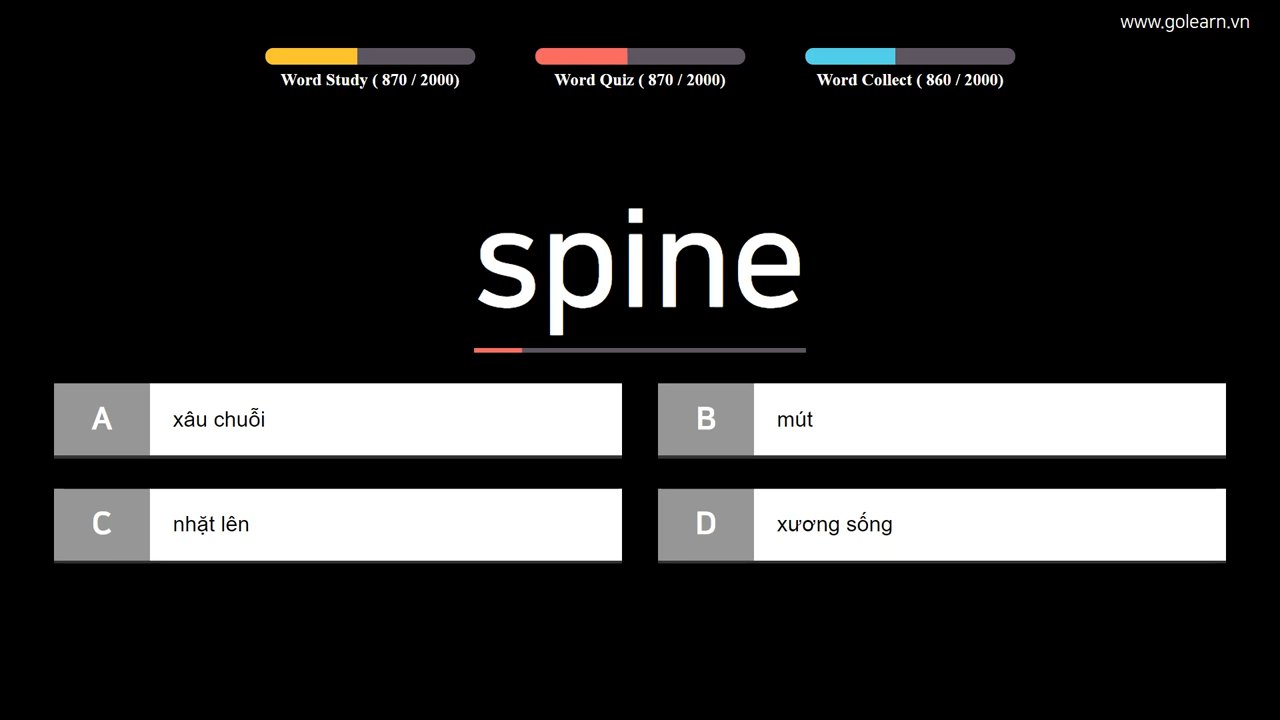 www.golearn.vn
Word Study ( 870 / 2000)
Word Quiz ( 870 / 2000)
Word Collect ( 860 / 2000)
spine
A xâu chuỗi
B mút
C nhặt lên
D xương sống